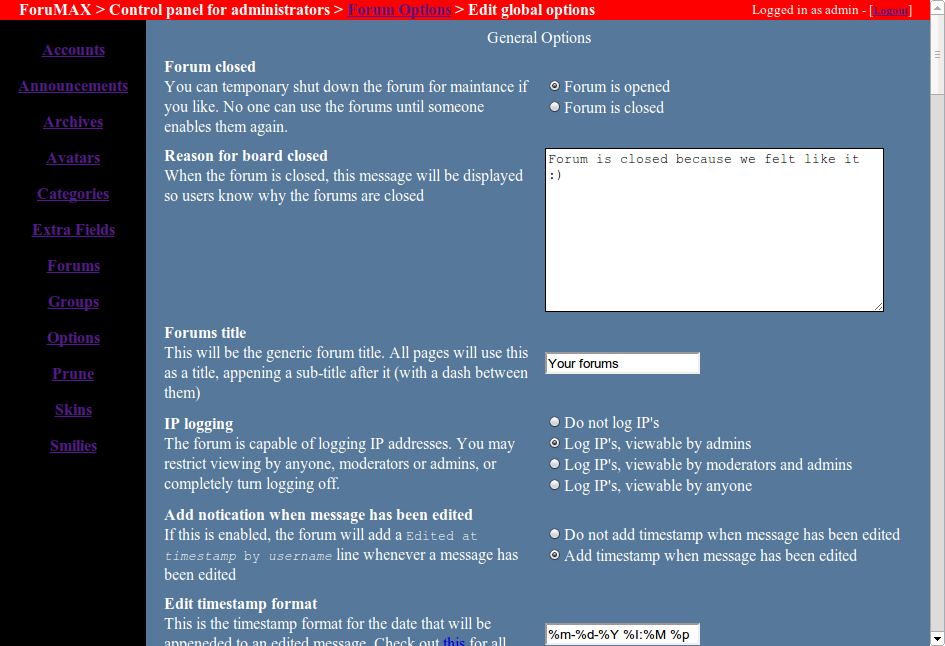 ForuMAX > Control panel for administrators > Forum Options > Edit global options
Logged in as admin - [Logout]
Accounts
Announcements
Archives
Avatars
Categories
Extra Fields
Forums
Groups
Options
Prune
Skins
Smilies
General Options
Forum closed
You can temponary shut down the forum for maintance if
you like. No one can use the forums until someone
enables them again.
Forum is opened
Forum is closed
Reason for board closed
When the forum is closed, this message will be displayed
so users know why the forums are closed
Forum is closed because we felt like it
:)
Forums title
This will be the generic forum title. All pages will use this
as a title, appening a sub-title after it (with a dash between
them)
Your forums
IP logging
The forum is capable of logging IP addresses. You may
restrict viewing by anyone, moderators or admins, or
completely turn logging off.
Do not log IP's
Log IP's, viewable by admins
Log IP's, viewable by moderators and admins
Log IP's, viewable by anyone
Add notication when message has been edited
If this is enabled, the forum will add a Edited at
timestamp by username line whenever a message has
been edited
Do not add timestamp when message has been edited
Add timestamp when message has been edited
Edit timestamp format
This is the timestamp format for the date that will be
appeneded to an edited message. Check out this for all
%m-%d-%Y %I:%M %p